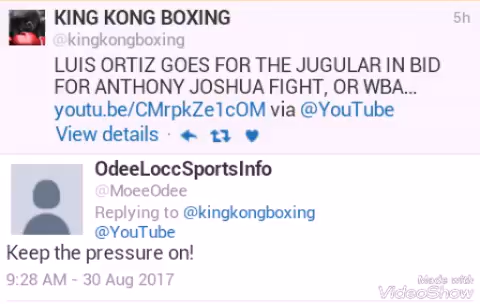 KING KONG BOXING
5h
@kingkongboxing
LUIS ORTIZ GOES FOR THE JUGULAR IN BID
FOR ANTHONY JOSHUA FIGHT, OR WBA...
youtu.be/CMrpkZe1cOM via @YouTube
View details ·
OdeeLoccSportsInfo
@MoeeOdee
Replying to @kingkongboxing
@YouTube
Keep the pressure on!
9:28 AM - 30 Aug 2017
Made with
VideoShow